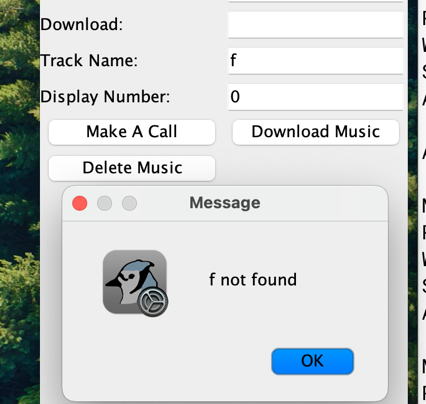 Download:
Track Name: f
Display Number: 0
Make A Call Download Music
Delete Music
Message
f not found
OK